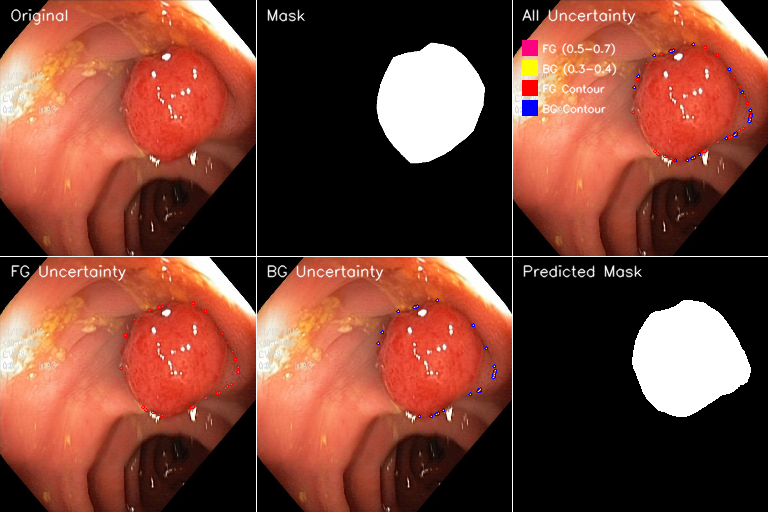 Original
Mask
All Uncertainty
FG (0.5-0.7)
BG (0.3-0.4)
FG Contour
BG Contour
FG Uncertainty
BG Uncertainty
Predicted Mask